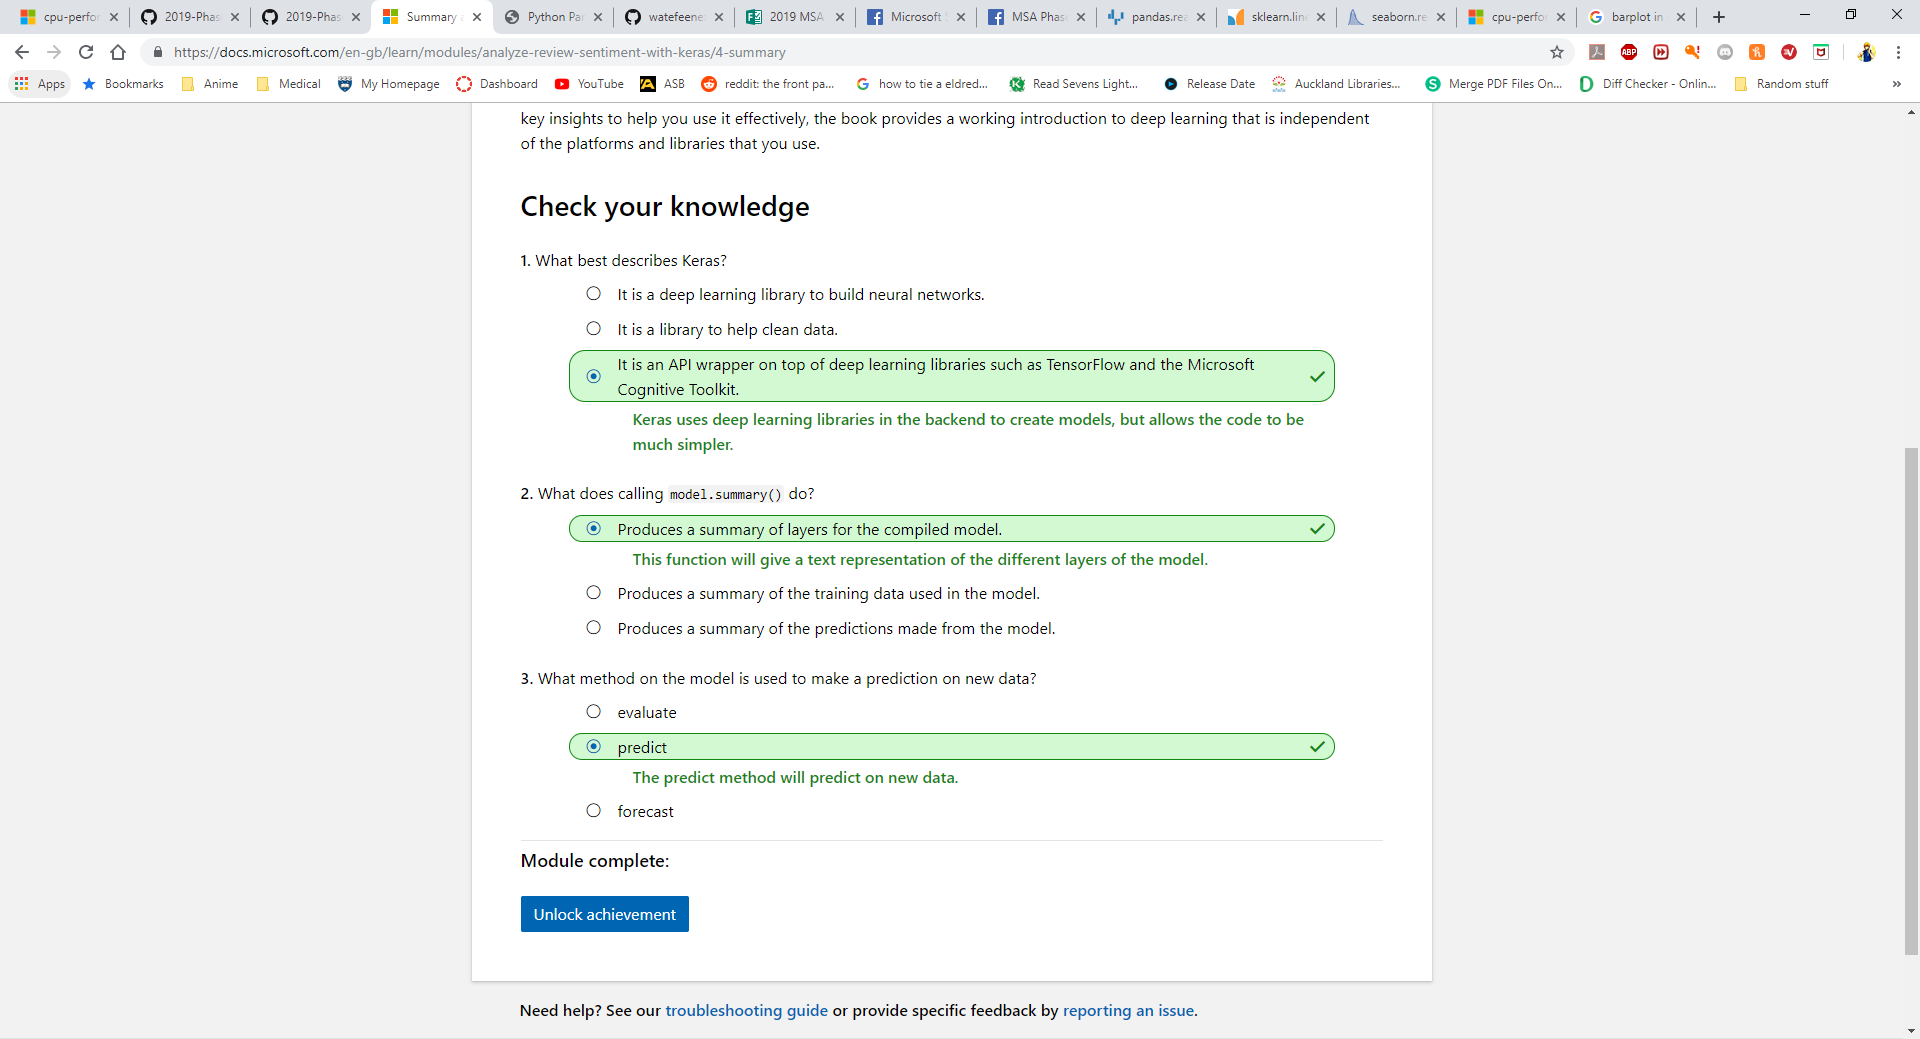 cpu-perfor
2019-Phas
2019-Phas
Summary a
Python Pa
watefeene
2019 MSA
Microsoft
MSA Phas
pandas.rea
sklearn.line
seaborn.re
cpu-perfor
barplot in
https://docs.microsoft.com/en-gb/learn/modules/analyze-review-sentiment-with-keras/4-summary
ABP
Apps
Bookmarks
Anime
Medical
My Homepage
Dashboard
YouTube
ASB
reddit: the front pa...
how to tie a eldred...
Read Sevens Light...
Release Date
Auckland Libraries...
Merge PDF Files On...
Diff Checker - Onlin...
Random stuff
»
key insights to help you use it effectively, the book provides a working introduction to deep learning that is independent
of the platforms and libraries that you use.
Check your knowledge
1. What best describes Keras?
It is a deep learning library to build neural networks.
It is a library to help clean data.
It is an API wrapper on top of deep learning libraries such as TensorFlow and the Microsoft
Cognitive Toolkit.
Keras uses deep learning libraries in the backend to create models, but allows the code to be
much simpler.
2. What does calling model.summary() do?
Produces a summary of layers for the compiled model.
This function will give a text representation of the different layers of the model.
Produces a summary of the training data used in the model.
Produces a summary of the predictions made from the model.
3. What method on the model is used to make a prediction on new data?
evaluate
predict
The predict method will predict on new data.
forecast
Module complete:
Unlock achievement
Need help? See our troubleshooting guide or provide specific feedback by reporting an issue.